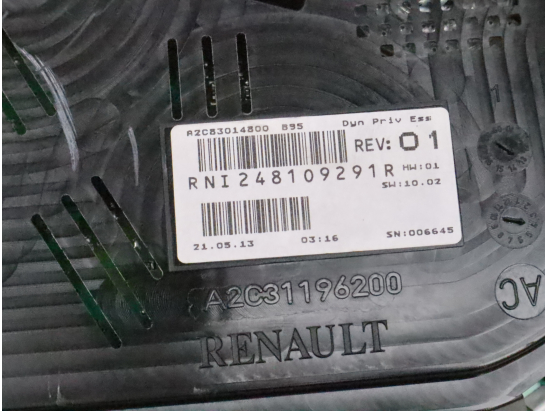 A2C83014800 B95 Dyn Priv Ess
REV: 01
RNI248109291R HW:01
SW:10.02
21.05.13 03:16 SN:006645
A2C31196200
AC
RENAULT